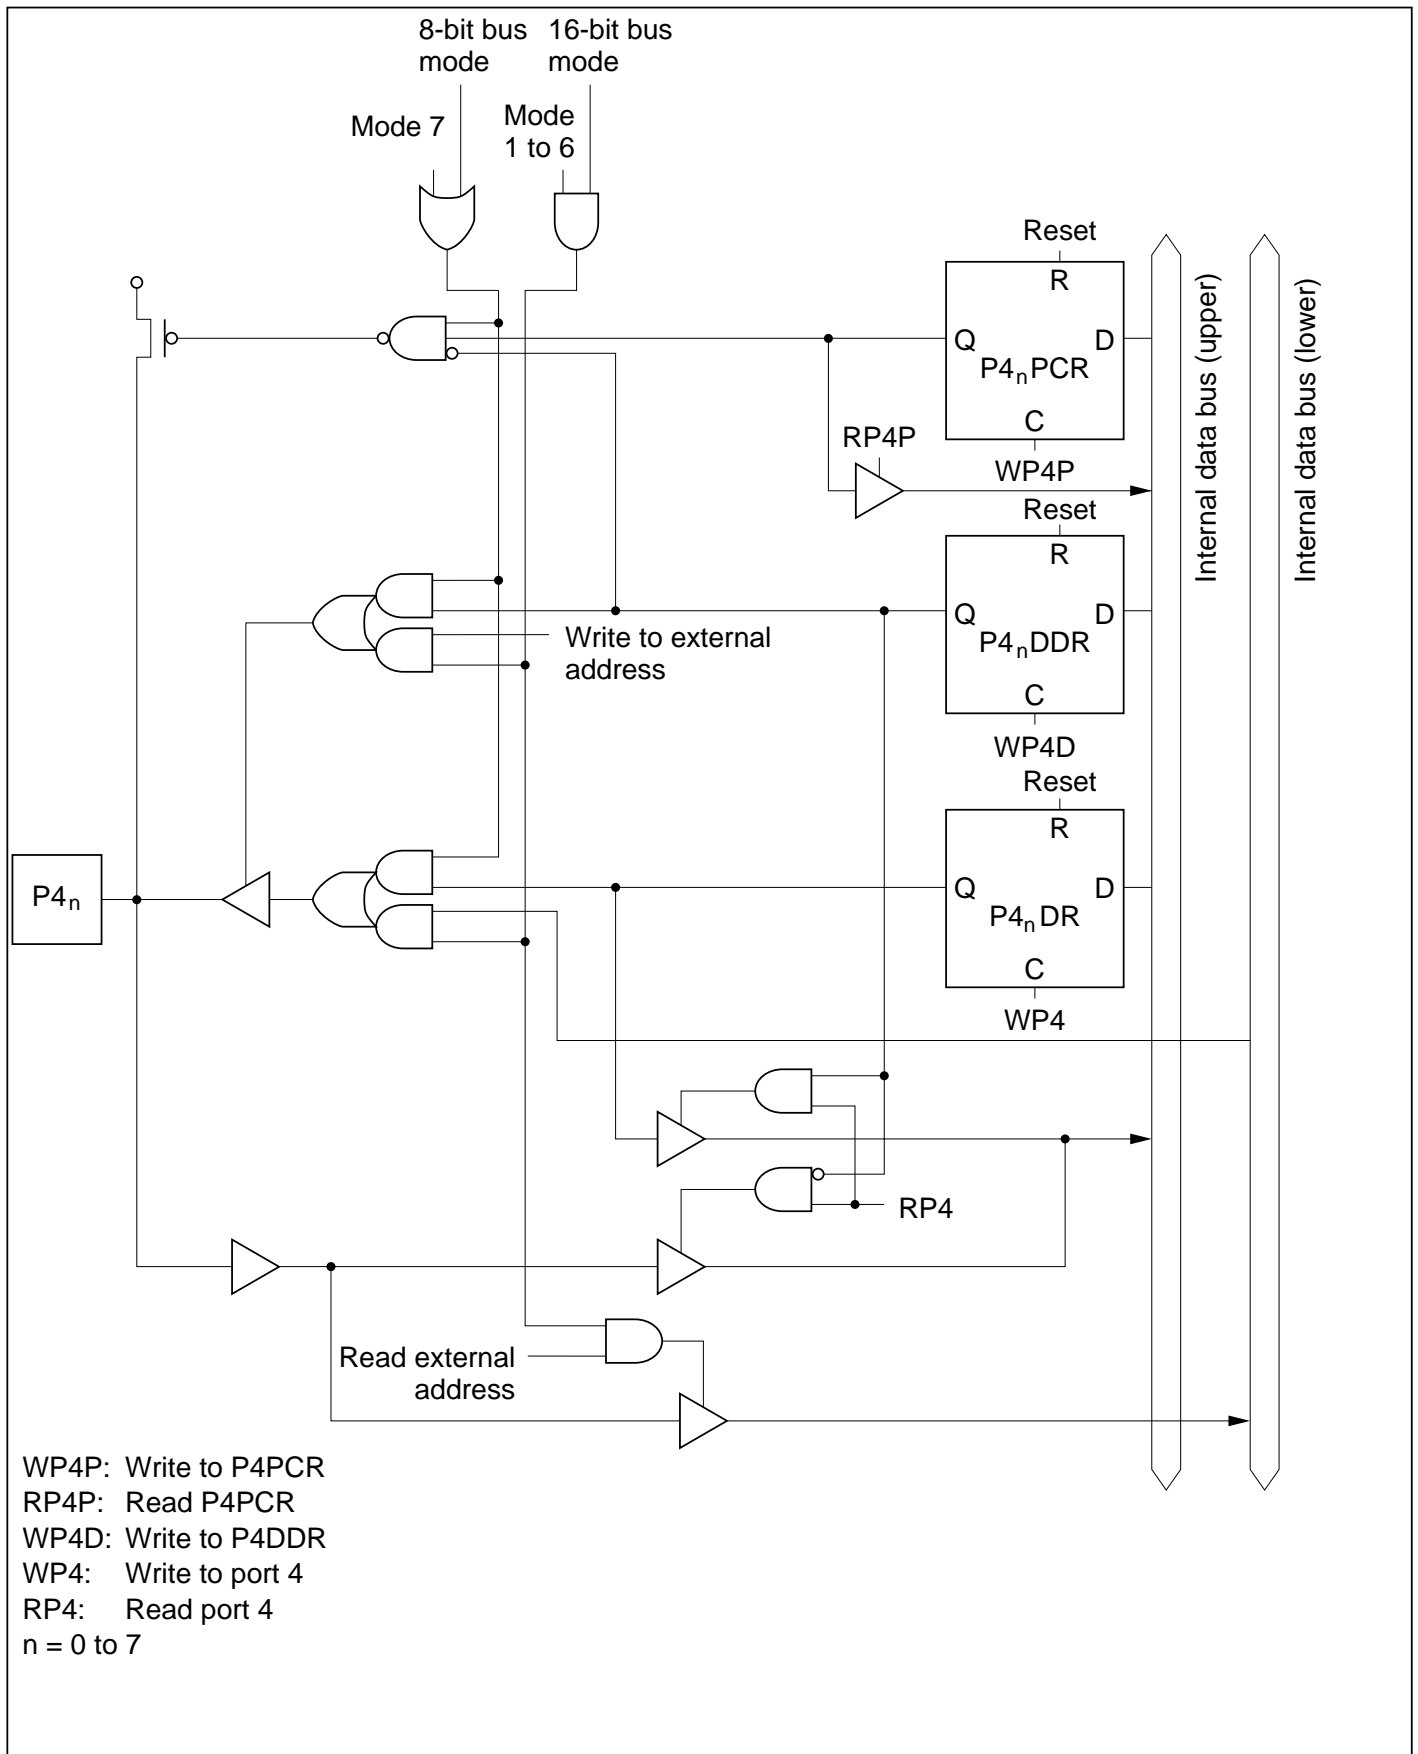 8-bit bus
mode
16-bit bus
mode
Mode 7
Mode
1 to 6
Reset
R
Q
D
P4nPCR
C
WP4P
RP4P
Internal data bus (upper)
Internal data bus (lower)
Reset
R
Q
D
P4nDDR
C
WP4D
Write to external
address
Reset
R
Q
D
P4nDR
C
WP4
P4n
RP4
Read external
address
WP4P: Write to P4PCR
RP4P: Read P4PCR
WP4D: Write to P4DDR
WP4: Write to port 4
RP4: Read port 4
n = 0 to 7